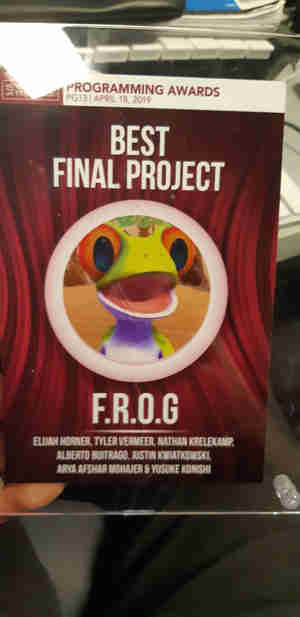 PROGRAMMING AWARDS
PG13 | APRIL 18, 2019
BEST
FINAL PROJECT
F.R.O.G
ELIJAH HORNER, TYLER VERMEER, NATHAN KRELEKAMP,
ALBERTO BUITRAGO, JUSTIN KWIATKOWSKI,
ARYA AFSHAR MOHAJER & YUSUKE KONISHI